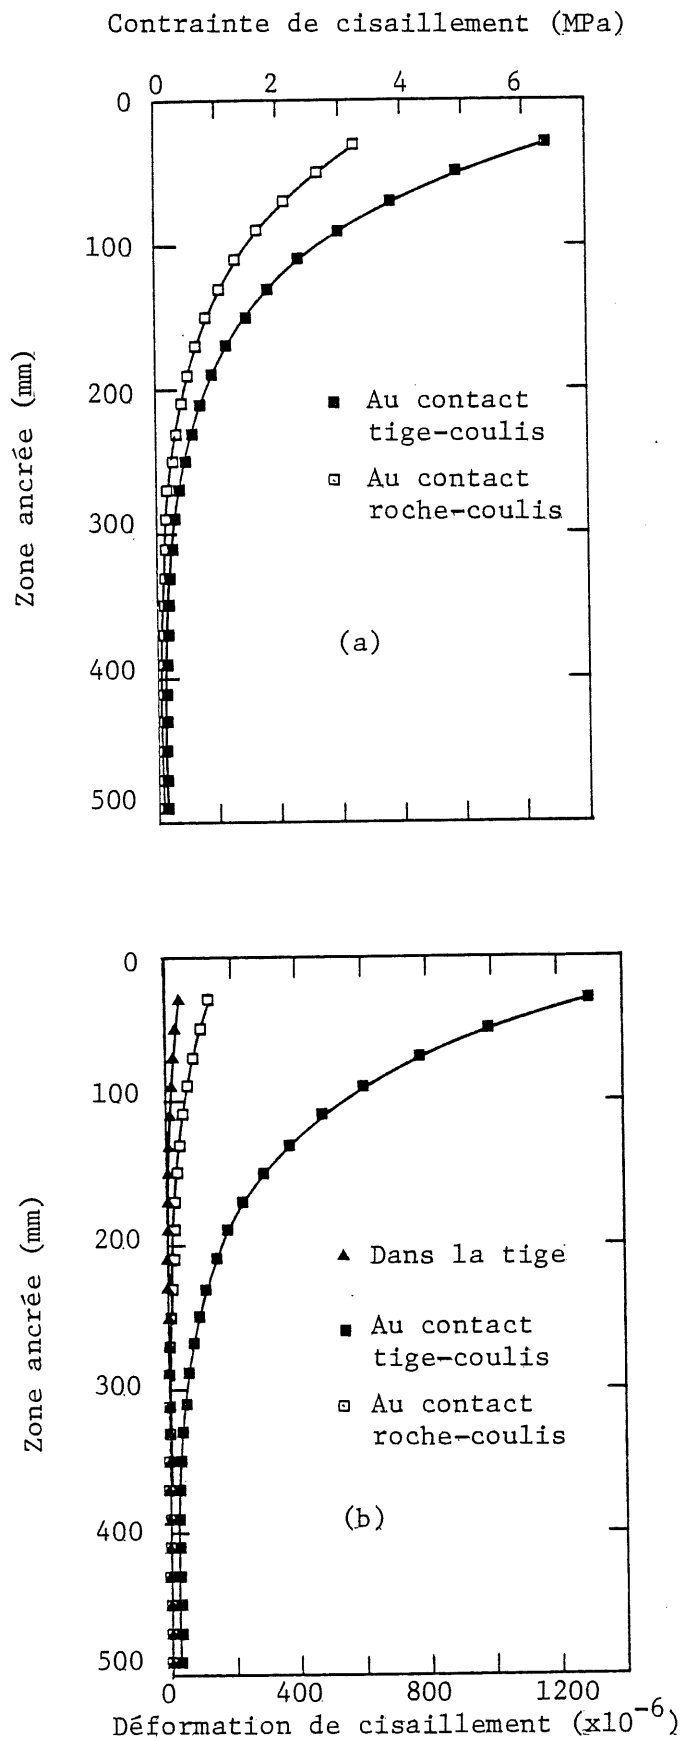 Contrainte de cisaillement (MPa)
0 2 4 6
0
100
200
300
400
500
Zone ancrée (mm)
Au contact
tige-coulis
Au contact
roche-coulis
(a)
0
100
200
300
400
500
Zone ancrée (mm)
Dans la tige
Au contact
tige-coulis
Au contact
roche-coulis
(b)
0 400 800 1200
Déformation de cisaillement (x10⁻⁶)